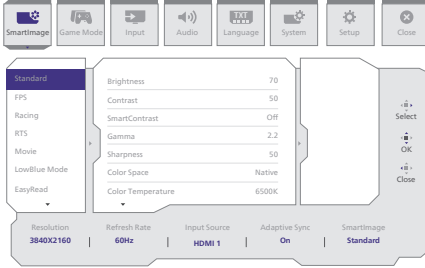 TXT
SmartImage
Game Mode
Input
Audio
Language
System
Setup
Close
Standard
FPS
Racing
RTS
Movie
LowBlue Mode
EasyRead
Brightness 70
Contrast 50
SmartContrast Off
Gamma 2.2
Sharpness 50
Color Space Native
Color Temperature 6500K
Select
OK
Close
Resolution Refresh Rate Input Source Adaptive Sync SmartImage
3840X2160 60Hz HDMI 1 On Standard